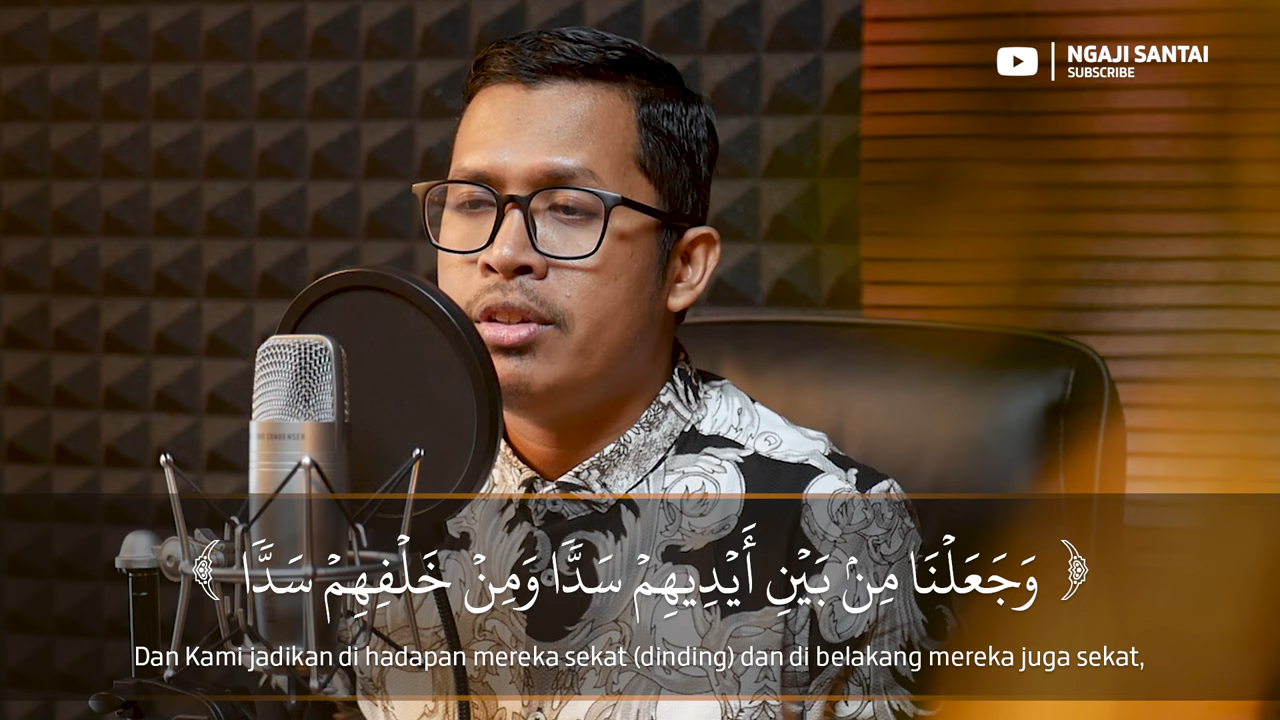 NGAJI SANTAI
SUBSCRIBE
﴿ وَجَعَلْنَا مِنۢ بَيْنِ أَيْدِيهِمْ سَدًّا وَمِنْ خَلْفِهِمْ سَدًّا ﴾
Dan Kami jadikan di hadapan mereka sekat (dinding) dan di belakang mereka juga sekat,